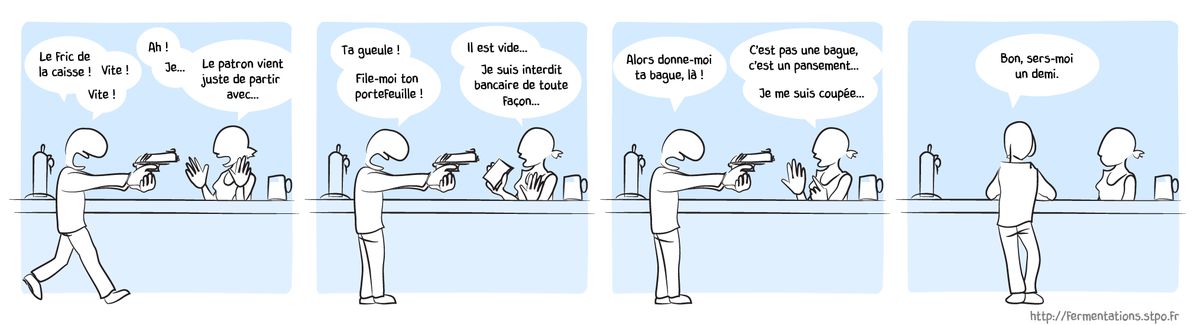 Le fric de
la caisse !
Vite !
Vite !
Ah !
Je...
Le patron vient
juste de partir
avec...
Ta gueule !
File-moi ton
portefeuille !
Il est vide...
Je suis interdit
bancaire de toute
façon...
Alors donne-moi
ta bague, là !
C'est pas une bague,
c'est un pansement...
Je me suis coupée...
Bon, sers-moi
un demi.
http://fermentations.stpo.fr